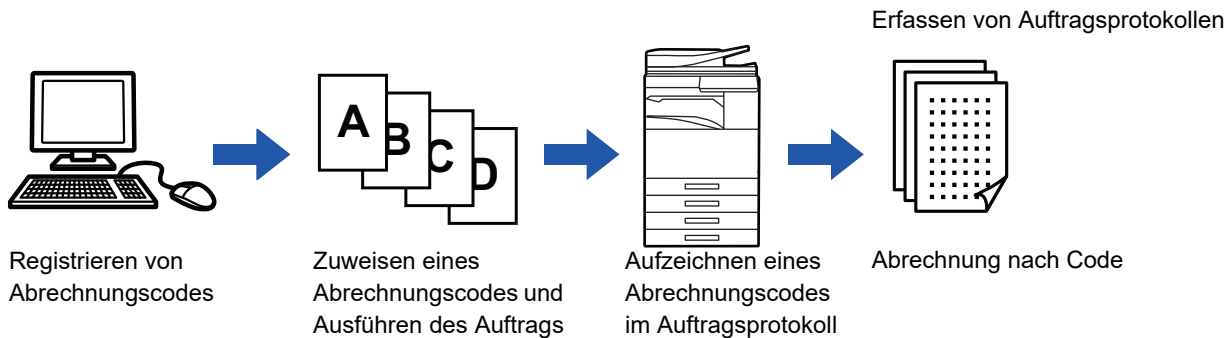 Erfassen von Auftragsprotokollen
A
B
C
D
Registrieren von
Abrechnungscodes
Zuweisen eines
Abrechnungscodes und
Ausführen des Auftrags
Aufzeichnen eines
Abrechnungscodes
im Auftragsprotokoll
Abrechnung nach Code